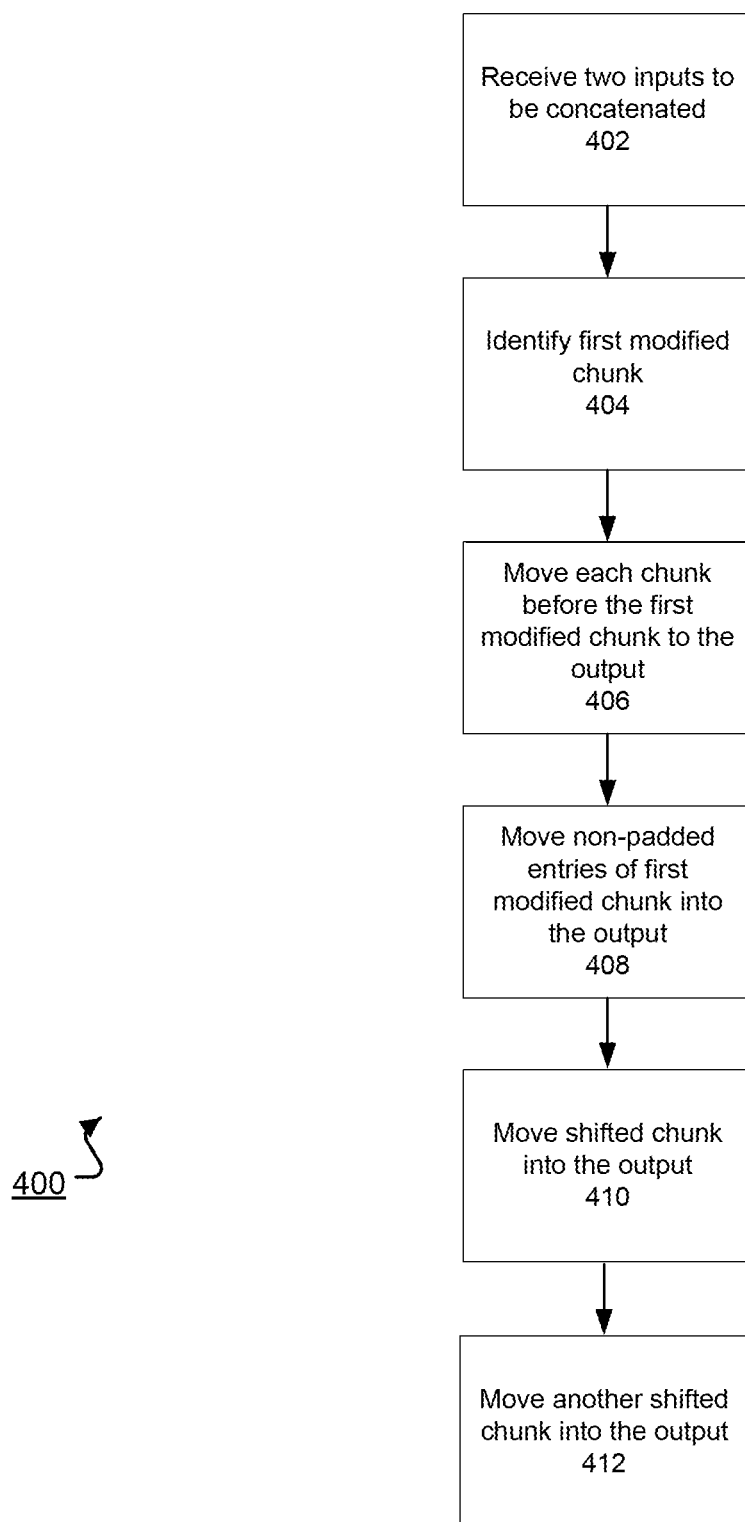 Receive two inputs to
be concatenated
402
Identify first modified
chunk
404
Move each chunk
before the first
modified chunk to the
output
406
Move non-padded
entries of first
modified chunk into
the output
408
Move shifted chunk
into the output
410
400
Move another shifted
chunk into the output
412